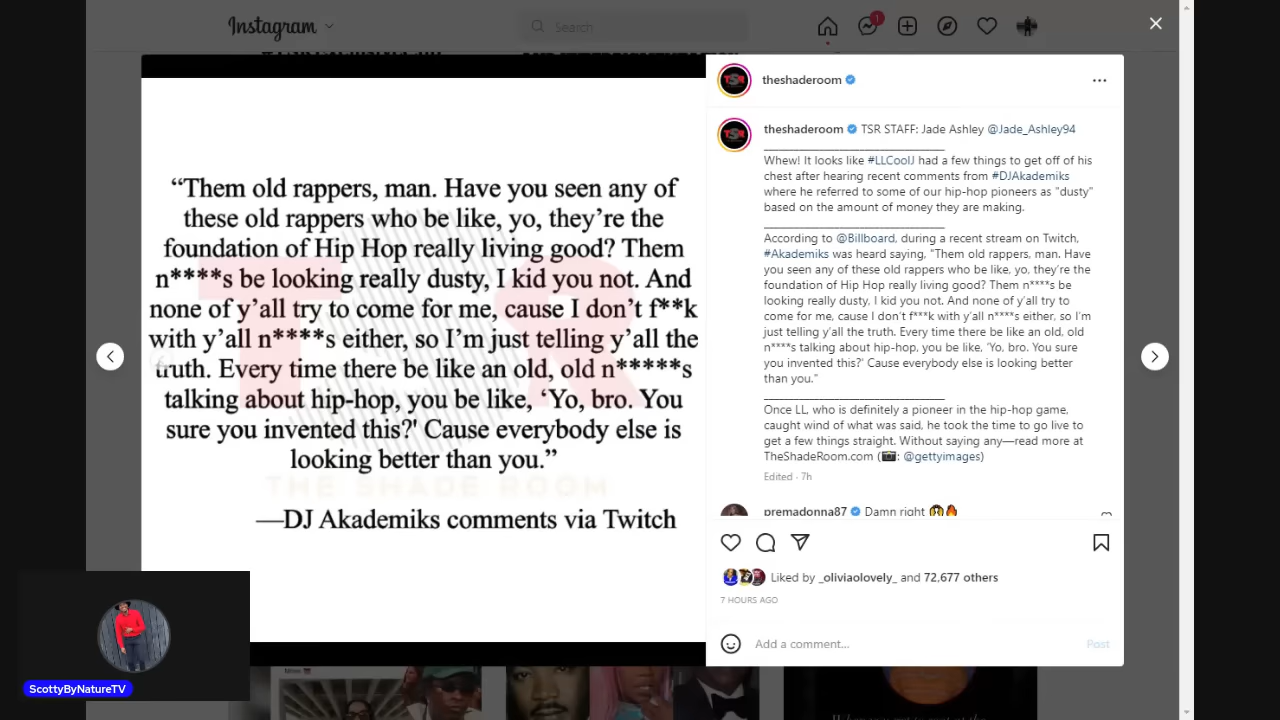 Instagram
Search
1
theshaderoom
theshaderoom TSR STAFF: Jade Ashley @Jade_Ashley94
Whew! It looks like #LLCoolJ had a few things to get off of his
chest after hearing recent comments from #DJAkademiks
where he referred to some of our hip-hop pioneers as "dusty"
based on the amount of money they are making.
According to @Billboard, during a recent stream on Twitch,
#Akademiks was heard saying, "Them old rappers, man. Have
you seen any of these old rappers who be like, yo, they're the
foundation of Hip Hop really living good? Them n****s be
looking really dusty, I kid you not. And none of y'all try to
come for me, cause I don't f***k with y'all n****s either, so I'm
just telling y'all the truth. Every time there be like an old, old
n****s talking about hip-hop, you be like, 'Yo, bro. You sure
you invented this?' Cause everybody else is looking better
than you."
Once LL, who is definitely a pioneer in the hip-hop game,
caught wind of what was said, he took the time to go live to
get a few things straight. Without saying any—read more at
TheShadeRoom.com (📷: @gettyimages)
Edited · 7h
premadonna87 Damn right
Liked by _oliviaolovely_ and 72,677 others
7 HOURS AGO
Add a comment...
Post
“Them old rappers, man. Have you seen any of
these old rappers who be like, yo, they’re the
foundation of Hip Hop really living good? Them
n****s be looking really dusty, I kid you not. And
none of y’all try to come for me, cause I don’t f**k
with y’all n****s either, so I’m just telling y’all the
truth. Every time there be like an old, old n*****s
talking about hip-hop, you be like, ‘Yo, bro. You
sure you invented this?' Cause everybody else is
looking better than you.”
—DJ Akademiks comments via Twitch
TSR
THE SHADE ROOM
ScottyByNatureTV